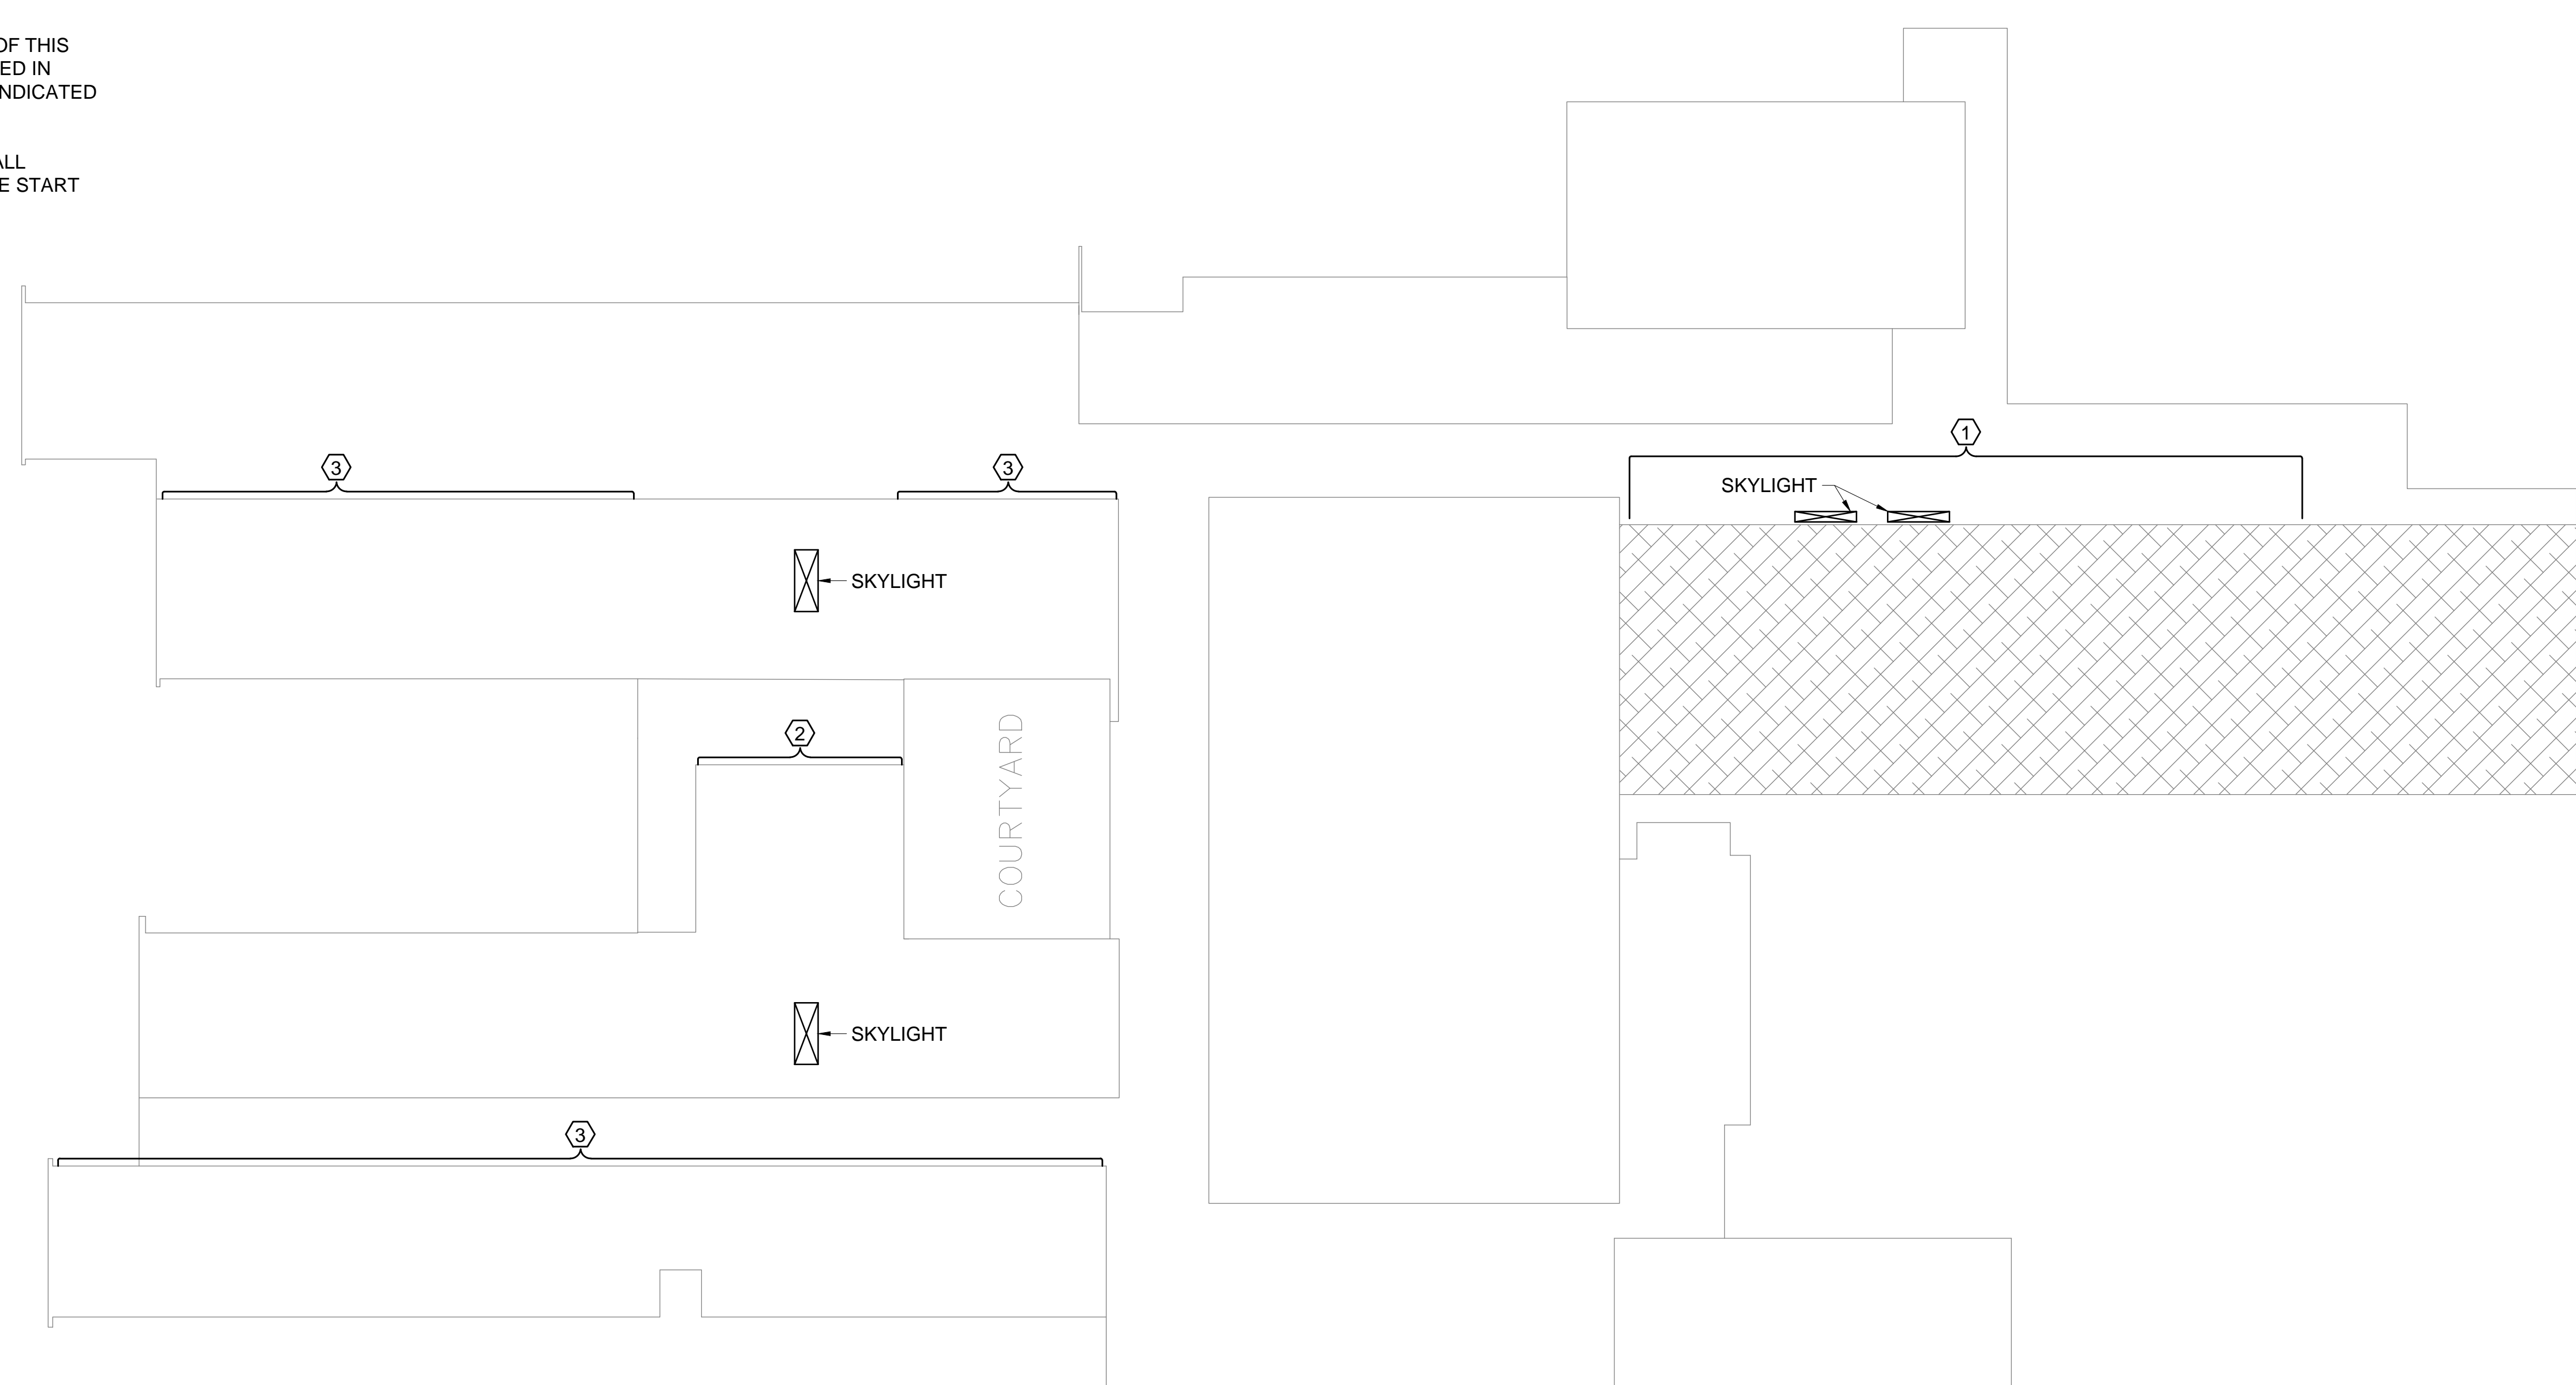 OF THIS
ED IN
NDICATED
ALL
E START
3
3
1
SKYLIGHT
SKYLIGHT
2
COURTYARD
SKYLIGHT
3